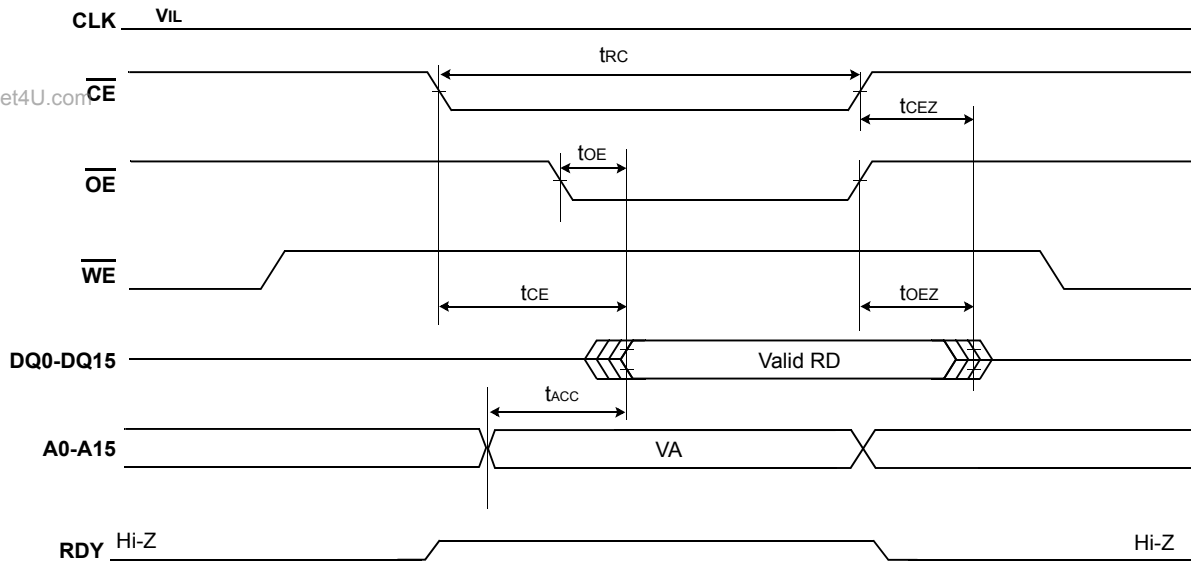 CLK VIL
tRC
et4U.com
CE
tCEZ
tOE
OE
WE
tCE
tOEZ
DQ0-DQ15
Valid RD
tACC
A0-A15
VA
RDY
Hi-Z
Hi-Z